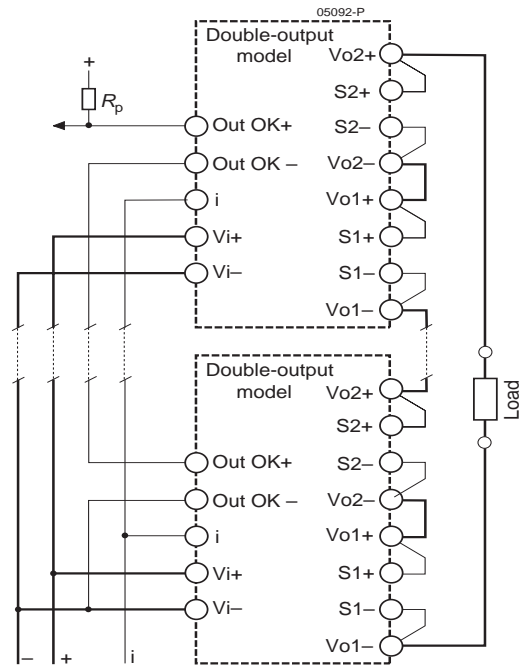 05092-P
Double-output
model
Vo2+
S2+
+
Rp
Out OK+
S2–
Out OK –
Vo2–
i
Vo1+
Vi+
S1+
Vi–
S1–
Vo1–
Double-output
model
Vo2+
S2+
Load
Out OK+
S2–
Out OK –
Vo2–
i
Vo1+
Vi+
S1+
Vi–
S1–
Vo1–
– + i